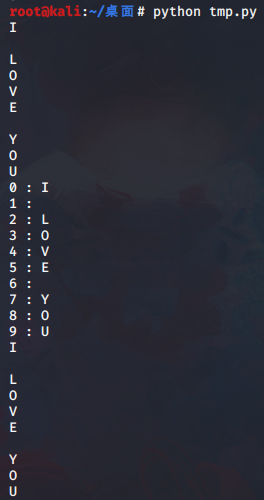 root@kali:~/桌面# python tmp.py
I

L
O
V
E

Y
O
U
0 : I
1 :
2 : L
3 : O
4 : V
5 : E
6 :
7 : Y
8 : O
9 : U
I

L
O
V
E

Y
O
U